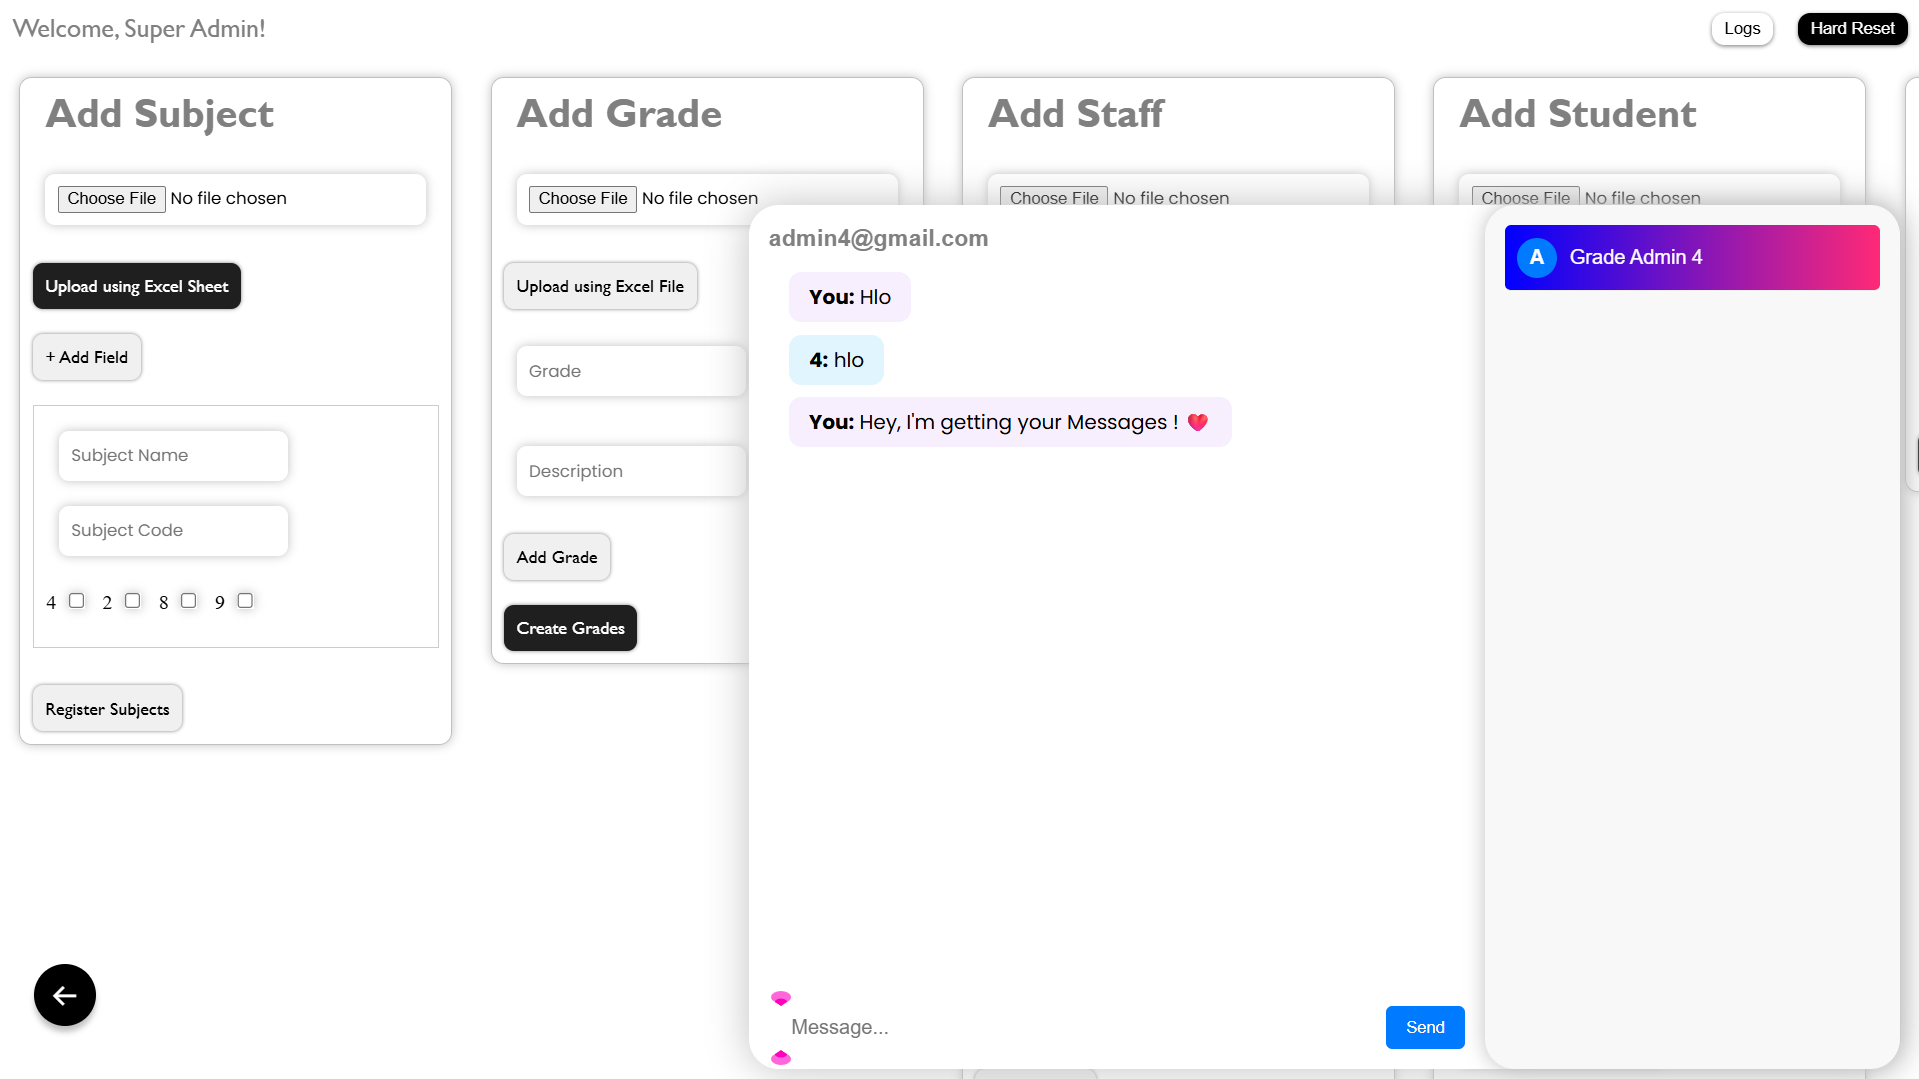 Welcome, Super Admin!
Logs
Hard Reset
Add Subject
Choose File No file chosen
Upload using Excel Sheet
+ Add Field
Subject Name
Subject Code
4 2 8 9
Register Subjects
Add Grade
Choose File No file chosen
Upload using Excel File
Grade
Description
Add Grade
Create Grades
Add Staff
Choose File No file chosen
Add Student
Choose File No file chosen
admin4@gmail.com
You: Hlo
4: hlo
You: Hey, I'm getting your Messages ! 💓
Message...
Send
A Grade Admin 4